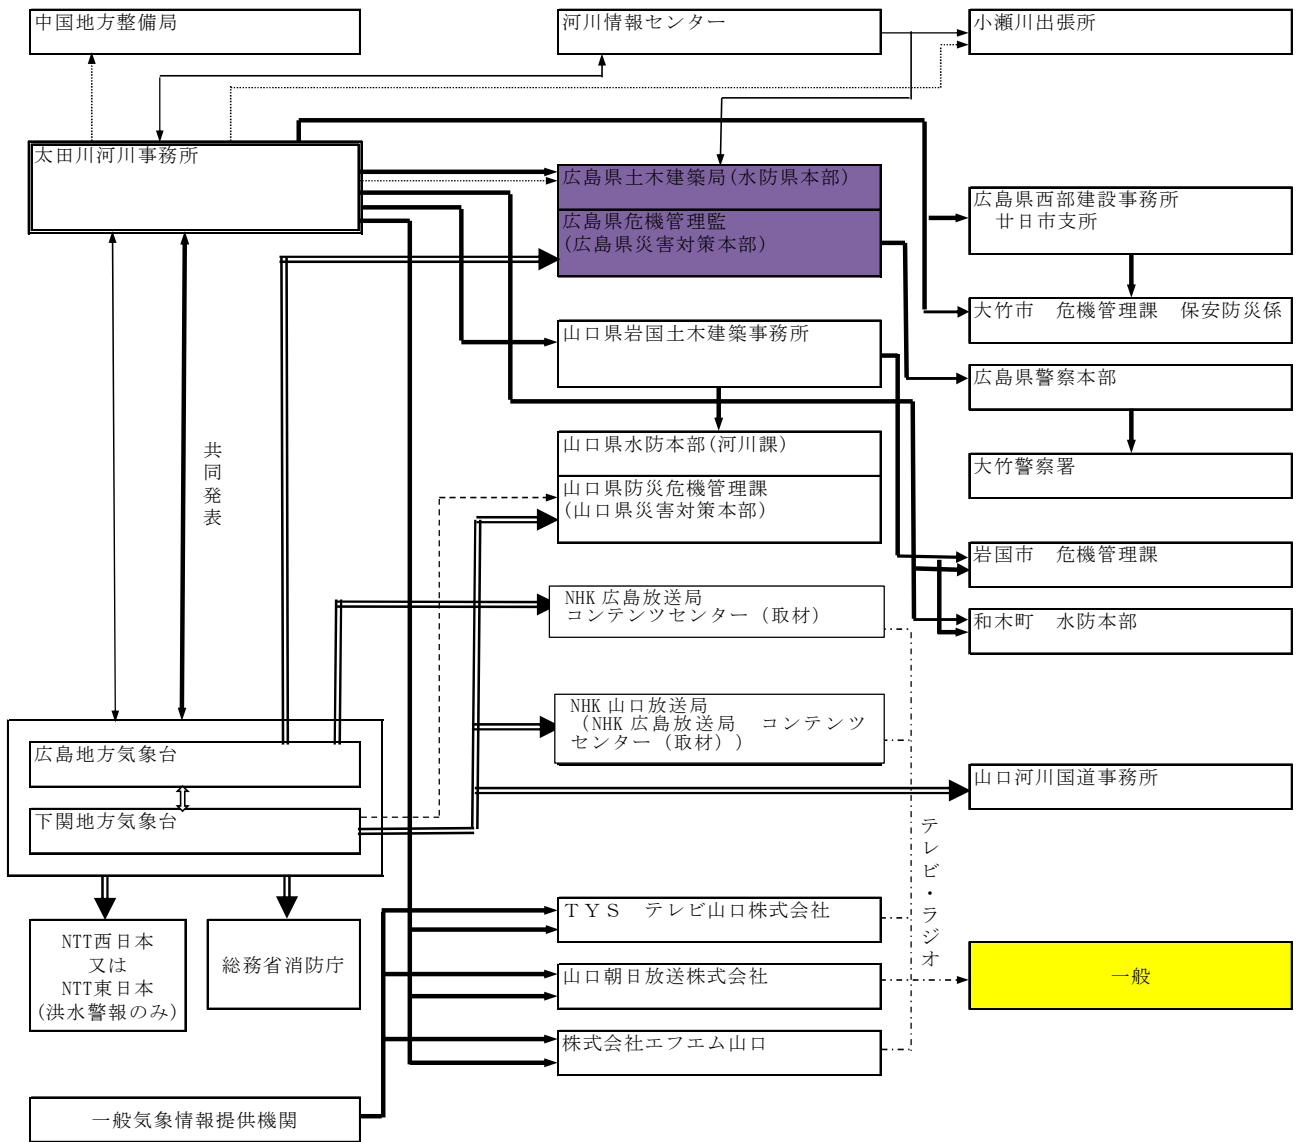 中国地方整備局
河川情報センター
小瀬川出張所
太田川河川事務所
広島県土木建築局(水防県本部)
広島県危機管理監
(広島県災害対策本部)
広島県西部建設事務所
廿日市支所
大竹市　危機管理課　保安防災係
山口県岩国土木建築事務所
広島県警察本部
山口県水防本部(河川課)
大竹警察署
山口県防災危機管理課
(山口県災害対策本部)
共同発表
岩国市　危機管理課
NHK 広島放送局
コンテンツセンター（取材）
和木町　水防本部
NHK 山口放送局
（NHK 広島放送局　コンテンツ
センター（取材））
広島地方気象台
山口河川国道事務所
下関地方気象台
テレビ・ラジオ
ＴＹＳ　テレビ山口株式会社
NTT西日本
又は
NTT東日本
(洪水警報のみ)
総務省消防庁
山口朝日放送株式会社
一般
株式会社エフエム山口
一般気象情報提供機関